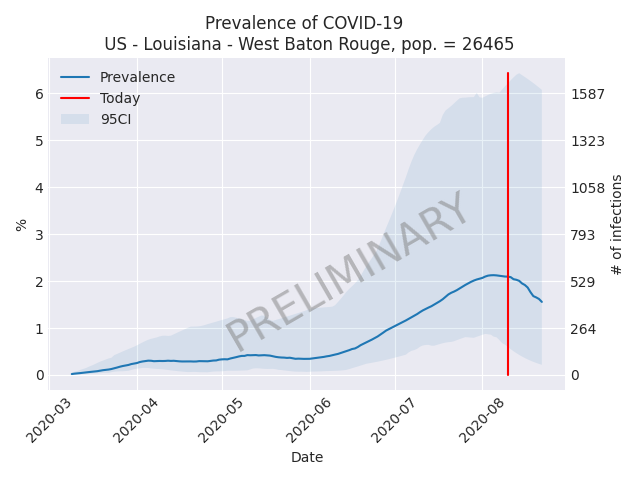 Prevalence of COVID-19
US - Louisiana - West Baton Rouge, pop. = 26465
Prevalence
Today
95CI
PRELIMINARY
%
6
5
4
3
2
1
0
1587
1323
1058
793
529
264
0
# of infections
2020-03
2020-04
2020-05
2020-06
2020-07
2020-08
Date